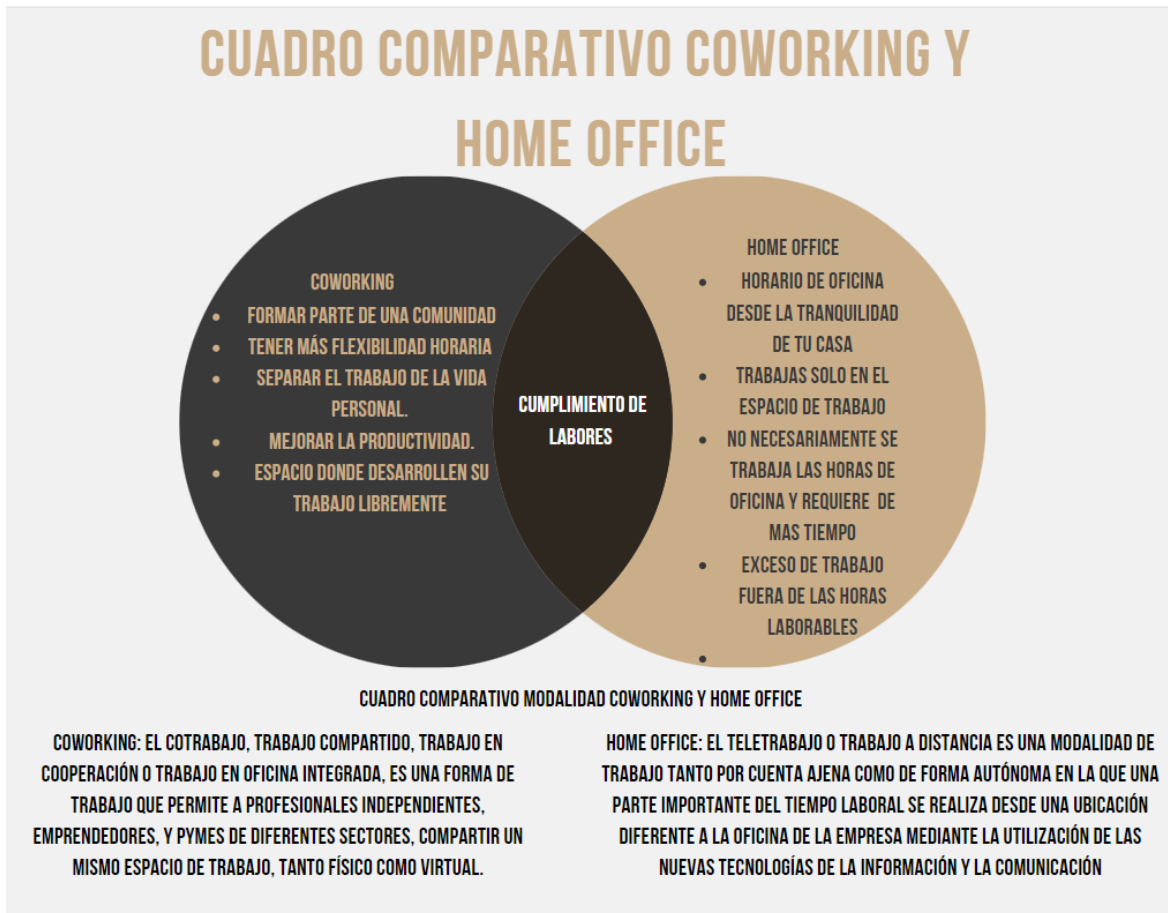 CUADRO COMPARATIVO COWORKING Y
HOME OFFICE
COWORKING
• FORMAR PARTE DE UNA COMUNIDAD
• TENER MÁS FLEXIBILIDAD HORARIA
• SEPARAR EL TRABAJO DE LA VIDA
PERSONAL.
• MEJORAR LA PRODUCTIVIDAD.
• ESPACIO DONDE DESARROLLEN SU
TRABAJO LIBREMENTE
CUMPLIMIENTO DE
LABORES
HOME OFFICE
• HORARIO DE OFICINA
DESDE LA TRANQUILIDAD
DE TU CASA
• TRABAJAS SOLO EN EL
ESPACIO DE TRABAJO
• NO NECESARIAMENTE SE
TRABAJA LAS HORAS DE
OFICINA Y REQUIERE DE
MAS TIEMPO
• EXCESO DE TRABAJO
FUERA DE LAS HORAS
LABORABLES
•
CUADRO COMPARATIVO MODALIDAD COWORKING Y HOME OFFICE
COWORKING: EL COTRABAJO, TRABAJO COMPARTIDO, TRABAJO EN
COOPERACIÓN O TRABAJO EN OFICINA INTEGRADA, ES UNA FORMA DE
TRABAJO QUE PERMITE A PROFESIONALES INDEPENDIENTES,
EMPRENDEDORES, Y PYMES DE DIFERENTES SECTORES, COMPARTIR UN
MISMO ESPACIO DE TRABAJO, TANTO FÍSICO COMO VIRTUAL.
HOME OFFICE: EL TELETRABAJO O TRABAJO A DISTANCIA ES UNA MODALIDAD DE
TRABAJO TANTO POR CUENTA AJENA COMO DE FORMA AUTÓNOMA EN LA QUE UNA
PARTE IMPORTANTE DEL TIEMPO LABORAL SE REALIZA DESDE UNA UBICACIÓN
DIFERENTE A LA OFICINA DE LA EMPRESA MEDIANTE LA UTILIZACIÓN DE LAS
NUEVAS TECNOLOGÍAS DE LA INFORMACIÓN Y LA COMUNICACIÓN